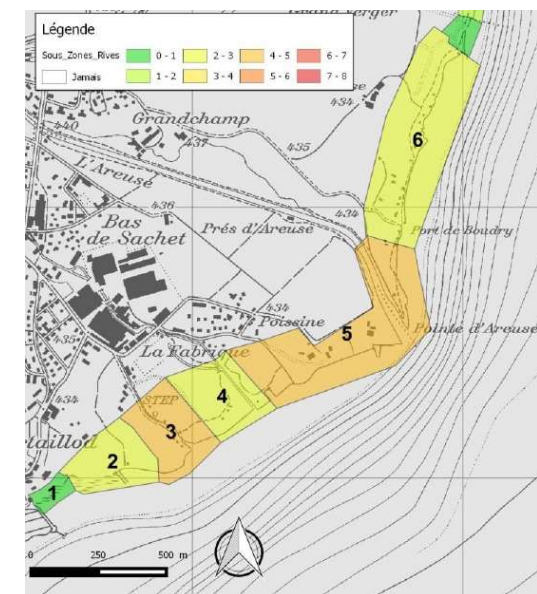 Légende
Sous_Zones_Rives
0 - 1
2 - 3
4 - 5
6 - 7
Jamais
1 - 2
3 - 4
5 - 6
7 - 8
Verger
434
Grandchamp
437
440
435
6
L'Areuse
436
434
Bas
de Sachet
Prés d'Areuse
Port de Boudry
434
Poissine
5
Pointe d'Areuse
435
La Fabrique
4
434
STEP
3
2
1
0
250
500 m